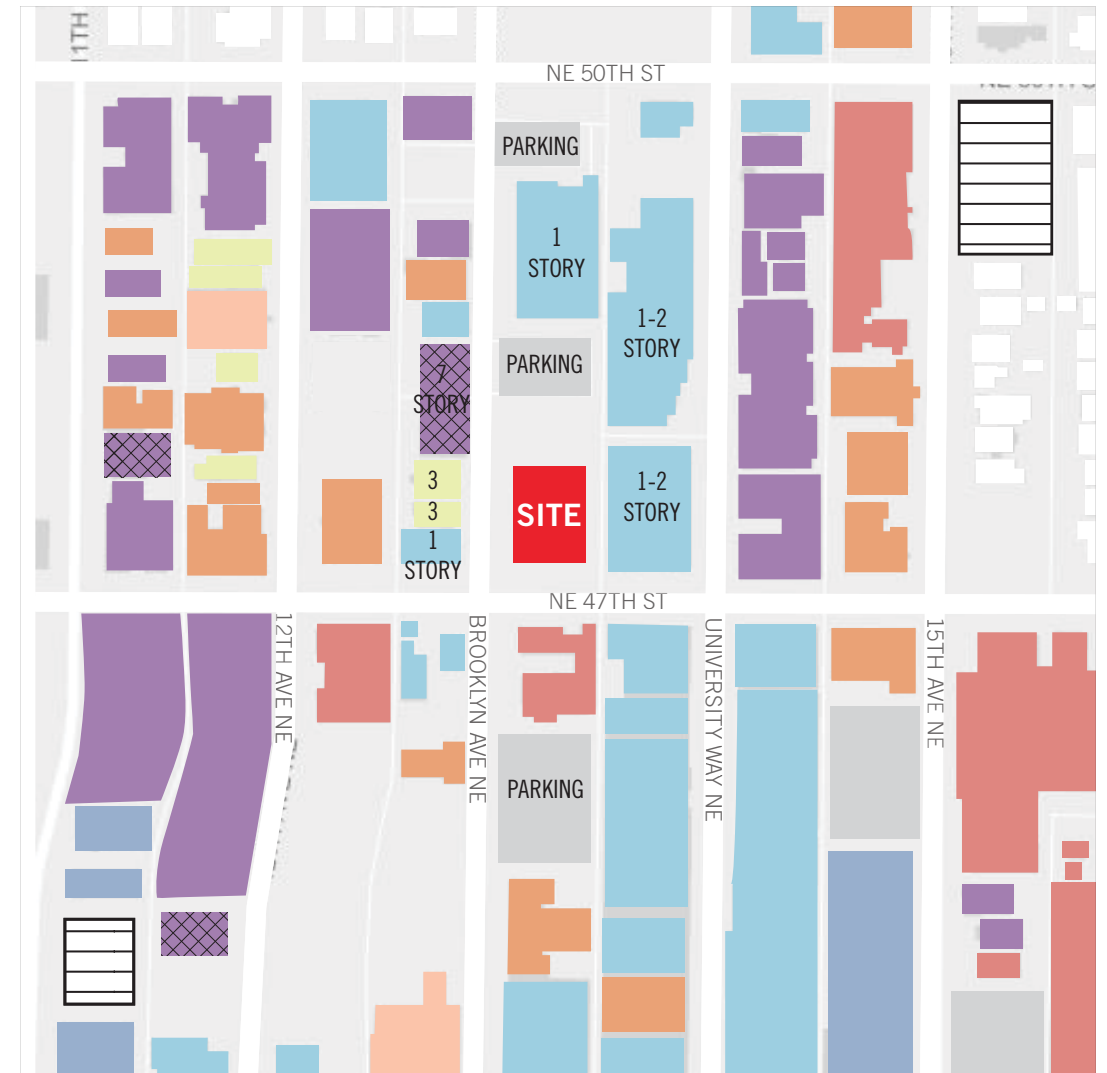 11TH
NE 50TH ST
PARKING
1
STORY
1-2
STORY
PARKING
7
STORY
3
3
1
STORY
SITE
1-2
STORY
NE 47TH ST
12TH AVE NE
BROOKLYN AVE NE
UNIVERSITY WAY NE
15TH AVE NE
PARKING